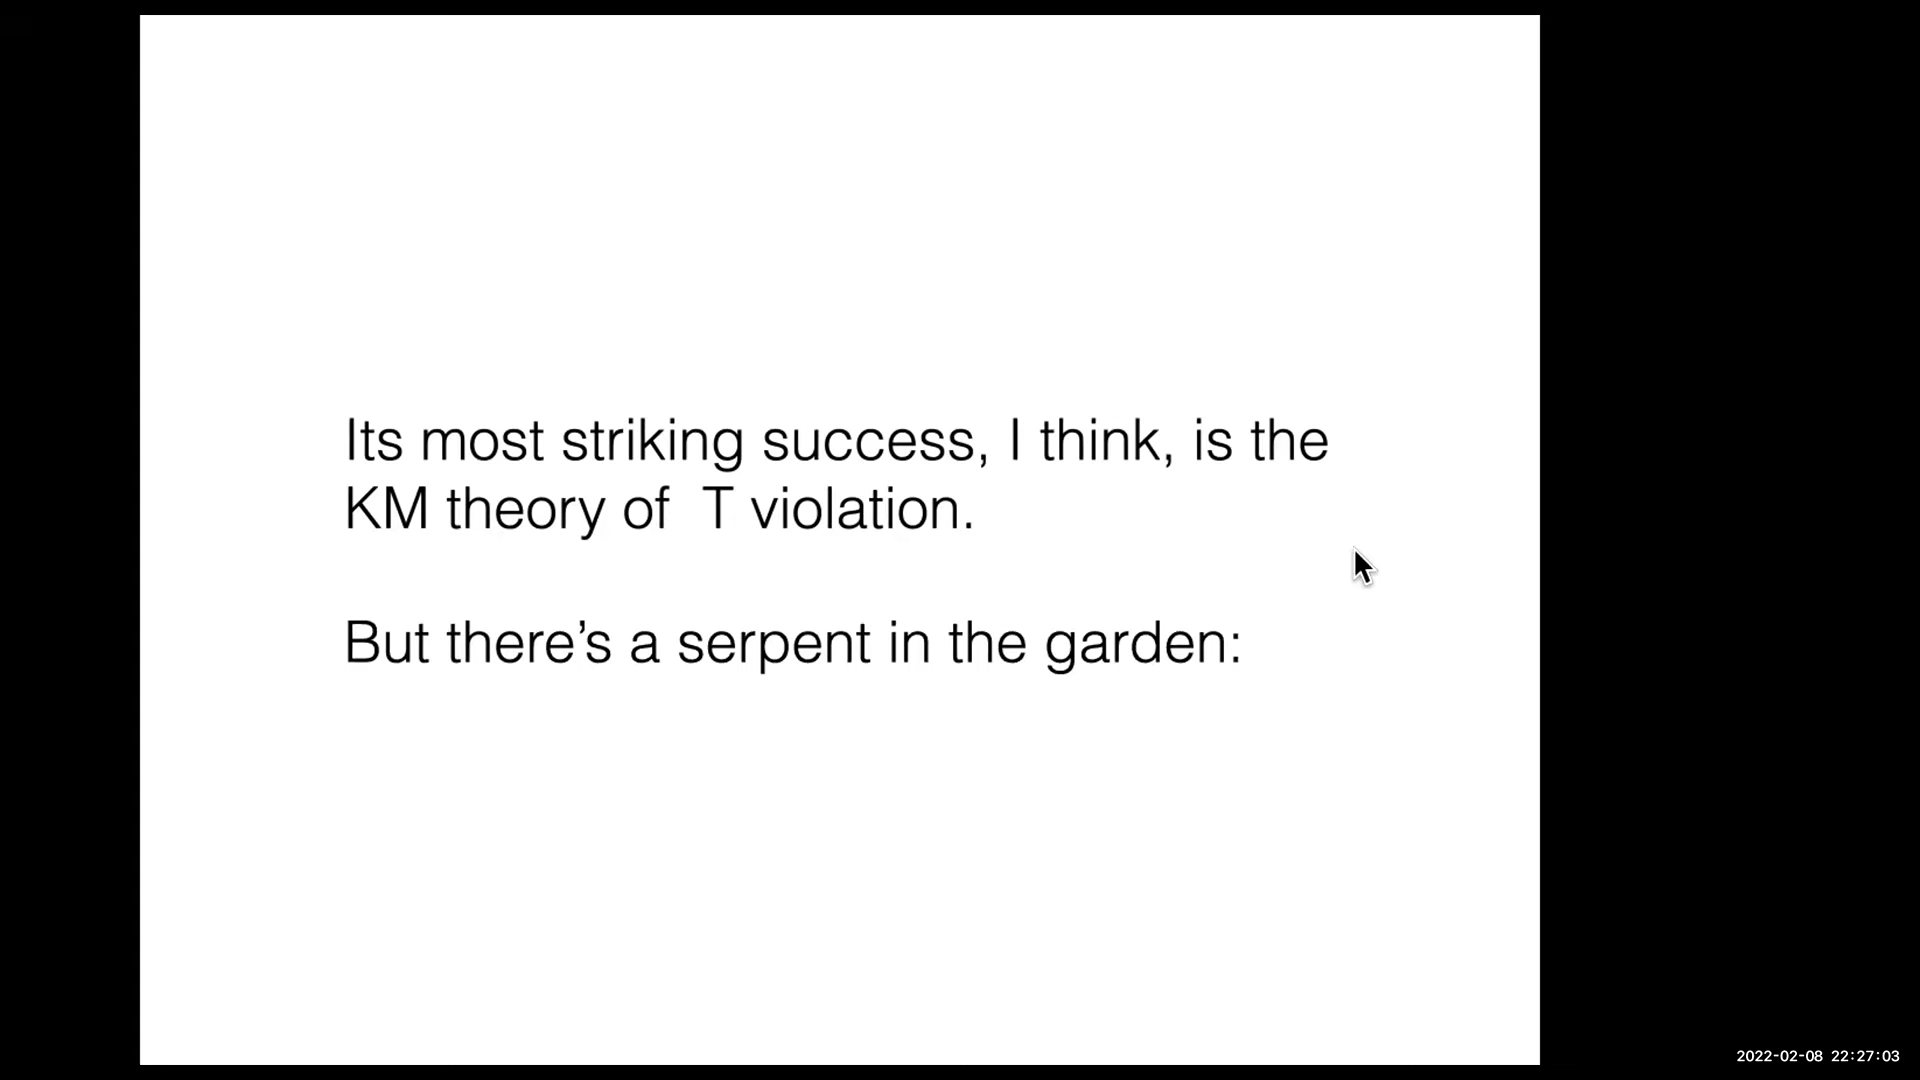 Its most striking success, I think, is the
KM theory of  T violation.
But there’s a serpent in the garden:
2022-02-08 22:27:03